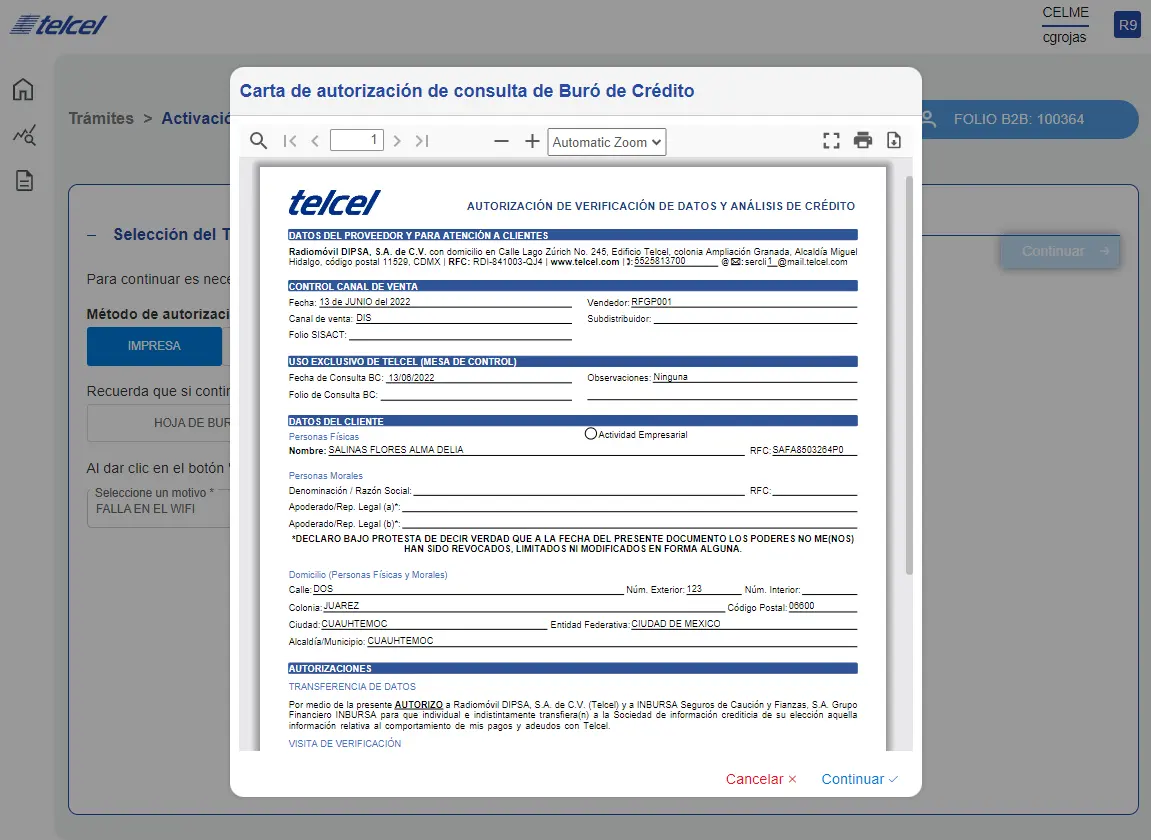 telcel
CELME
cgrojas
R9
Trámites > Activació
FOLIO B2B: 100364
Selección del T
Continuar →
Para continuar es nece
Método de autorizaci
IMPRESA
Recuerda que si contin
HOJA DE BUR
Al dar clic en el botón "
Seleccione un motivo *
FALLA EN EL WIFI
Carta de autorización de consulta de Buró de Crédito
1
Automatic Zoom
telcel
AUTORIZACIÓN DE VERIFICACIÓN DE DATOS Y ANÁLISIS DE CRÉDITO
DATOS DEL PROVEEDOR Y PARA ATENCIÓN A CLIENTES
Radiomóvil DIPSA, S.A. de C.V. con domicilio en Calle Lago Zúrich No. 245, Edificio Telcel, colonia Ampliación Granada, Alcaldía Miguel
Hidalgo, código postal 11529, CDMX | RFC: RDI-841003-QJ4 | www.telcel.com | :5525813700 @ :sercli1_@mail.telcel.com
CONTROL CANAL DE VENTA
Fecha: 13 de JUNIO del 2022 Vendedor: RFGP001
Canal de venta: DIS Subdistribuidor:
Folio SISACT:
USO EXCLUSIVO DE TELCEL (MESA DE CONTROL)
Fecha de Consulta BC: 13/06/2022 Observaciones: Ninguna
Folio de Consulta BC:
DATOS DEL CLIENTE
Personas Físicas Actividad Empresarial
Nombre: SALINAS FLORES ALMA DELIA RFC: SAFA8503264P0
Personas Morales
Denominación / Razón Social: RFC:
Apoderado/Rep. Legal (a)*:
Apoderado/Rep. Legal (b)*:
*DECLARO BAJO PROTESTA DE DECIR VERDAD QUE A LA FECHA DEL PRESENTE DOCUMENTO LOS PODERES NO ME(NOS)
HAN SIDO REVOCADOS, LIMITADOS NI MODIFICADOS EN FORMA ALGUNA.
Domicilio (Personas Físicas y Morales)
Calle: DOS Núm. Exterior: 123 Núm. Interior:
Colonia: JUAREZ Código Postal: 06600
Ciudad: CUAUHTEMOC Entidad Federativa: CIUDAD DE MEXICO
Alcaldía/Municipio: CUAUHTEMOC
AUTORIZACIONES
TRANSFERENCIA DE DATOS
Por medio de la presente AUTORIZO a Radiomóvil DIPSA, S.A. de C.V. (Telcel) y a INBURSA Seguros de Caución y Fianzas, S.A. Grupo
Financiero INBURSA para que individual e indistintamente transfiera(n) a la Sociedad de información crediticia de su elección aquella
información relativa al comportamiento de mis pagos y adeudos con Telcel.
VISITA DE VERIFICACIÓN
Cancelar × Continuar ✓